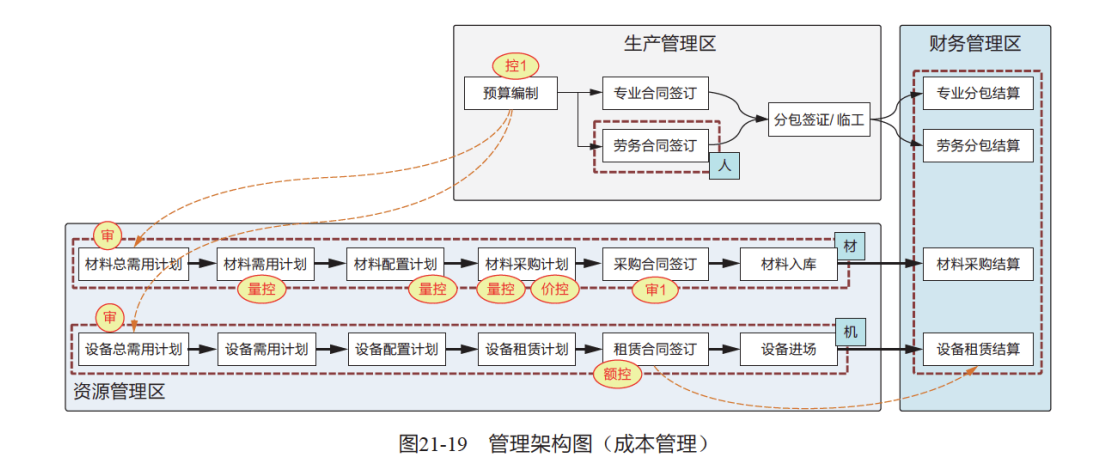 生产管理区
财务管理区
控1
预算编制
专业合同签订
专业分包结算
分包签证/临工
劳务合同签订
劳务分包结算
人
审
材
材料总需用计划
材料需用计划
材料配置计划
材料采购计划
采购合同签订
材料入库
材料采购结算
量控
量控
量控
价控
审1
审
机
设备总需用计划
设备需用计划
设备配置计划
设备租赁计划
租赁合同签订
设备进场
设备租赁结算
额控
资源管理区
图21-19 管理架构图（成本管理）